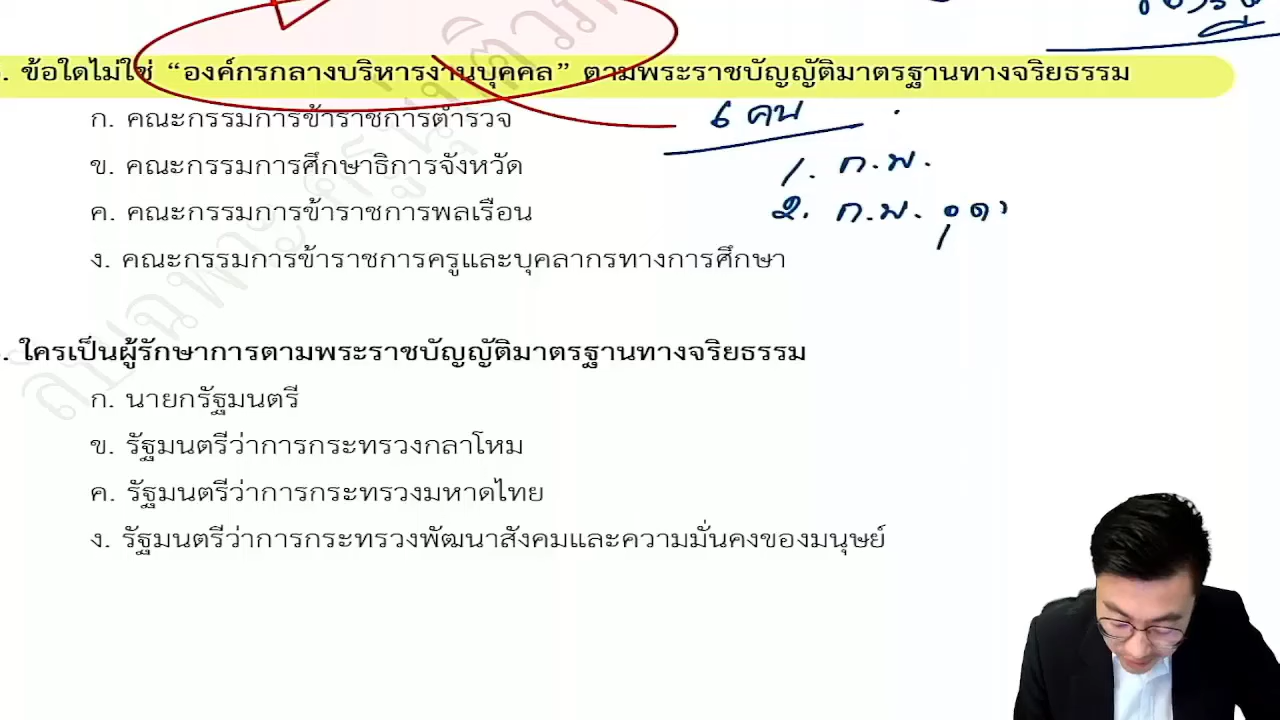 . ข้อใดไม่ใช่ “องค์กรกลางบริหารงานบุคคล” ตามพระราชบัญญัติมาตรฐานทางจริยธรรม
ก. คณะกรรมการข้าราชการตำรวจ
6 คน
ข. คณะกรรมการศึกษาธิการจังหวัด
1. ก.พ.
ค. คณะกรรมการข้าราชการพลเรือน
2. ก.พ.
ง. คณะกรรมการข้าราชการครูและบุคลากรทางการศึกษา
. ใครเป็นผู้รักษาการตามพระราชบัญญัติมาตรฐานทางจริยธรรม
ก. นายกรัฐมนตรี
ข. รัฐมนตรีว่าการกระทรวงกลาโหม
ค. รัฐมนตรีว่าการกระทรวงมหาดไทย
ง. รัฐมนตรีว่าการกระทรวงพัฒนาสังคมและความมั่นคงของมนุษย์